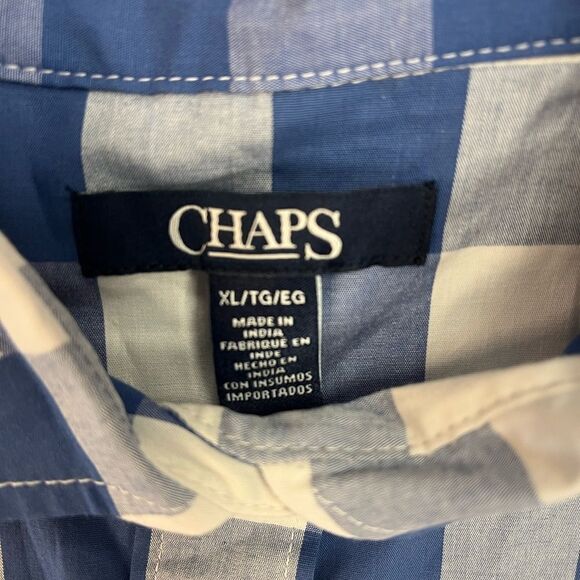 CHAPS
XL/TG/EG
MADE IN
INDIA
FABRIQUE EN
INDE
HECHO EN
INDIA
CON INSUMOS
IMPORTADOS